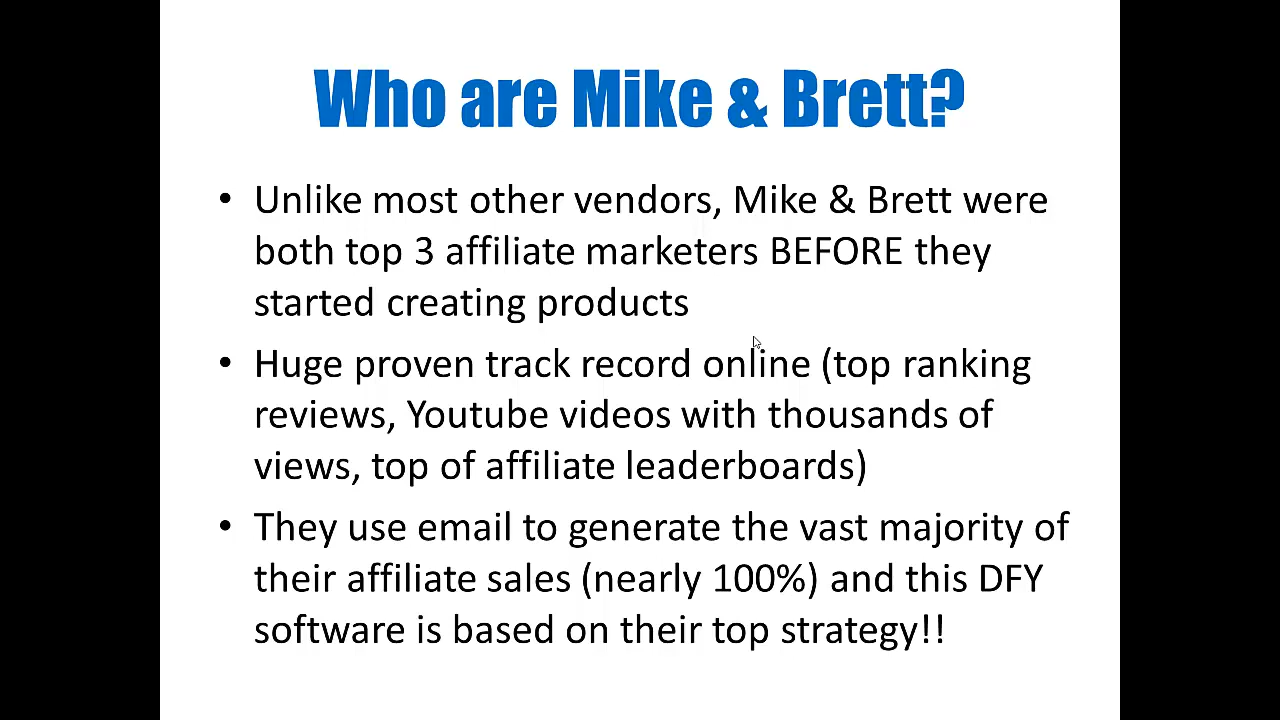 Who are Mike & Brett?
• Unlike most other vendors, Mike & Brett were
both top 3 affiliate marketers BEFORE they
started creating products
• Huge proven track record online (top ranking
reviews, Youtube videos with thousands of
views, top of affiliate leaderboards)
• They use email to generate the vast majority of
their affiliate sales (nearly 100%) and this DFY
software is based on their top strategy!!